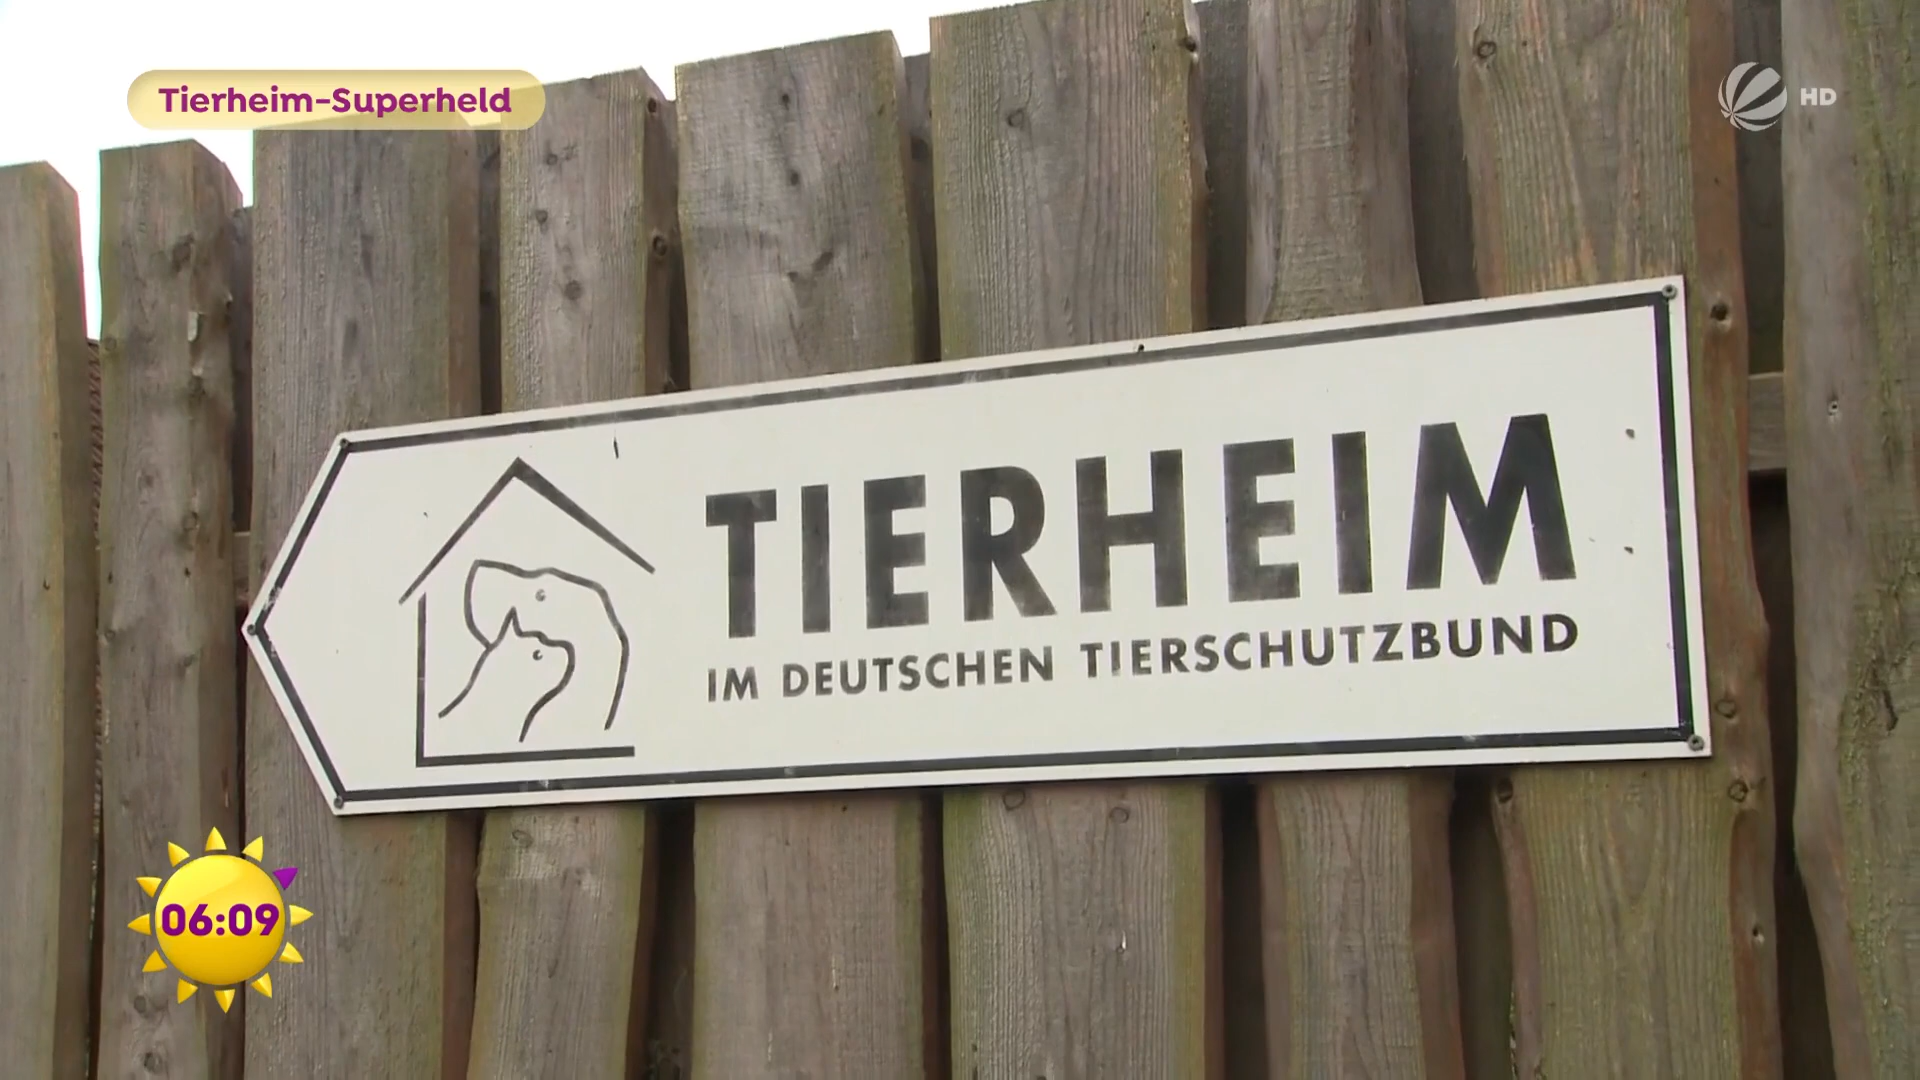 Tierheim-Superheld
HD
TIERHEIM
IM DEUTSCHEN TIERSCHUTZBUND
06:09